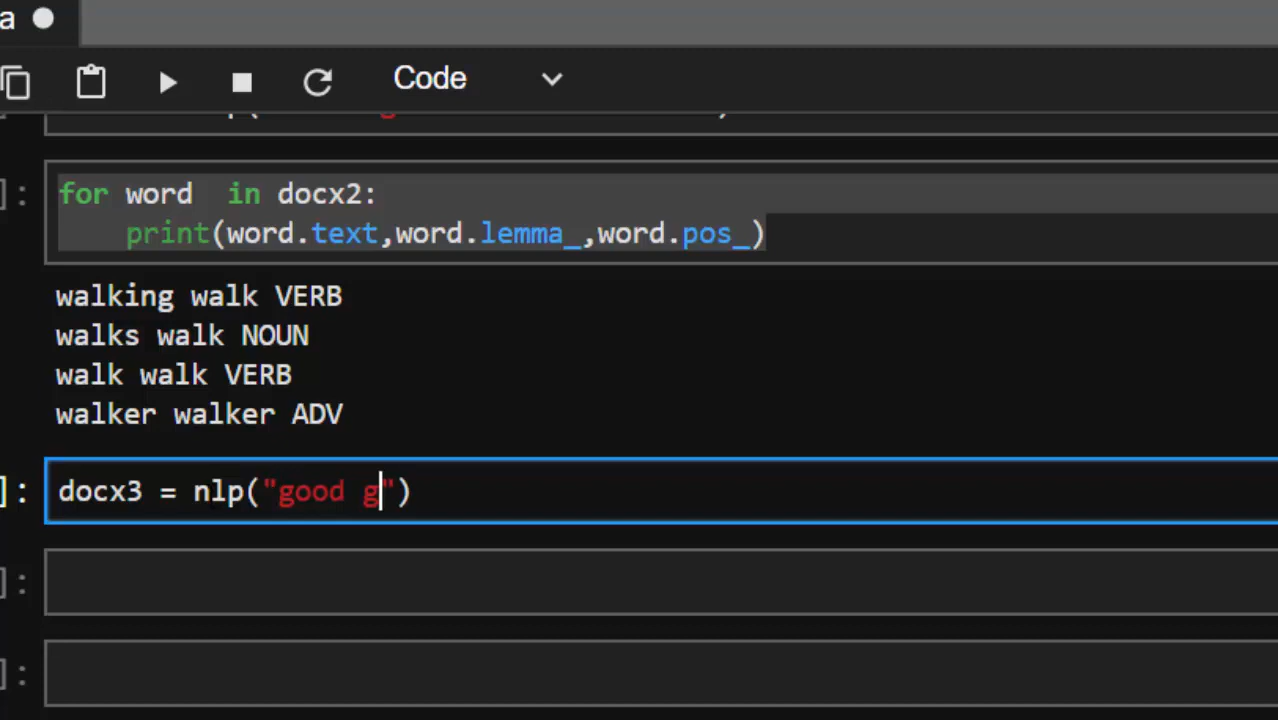 a
Code
]:
for word  in docx2:
    print(word.text,word.lemma_,word.pos_)
walking walk VERB
walks walk NOUN
walk walk VERB
walker walker ADV
]:
docx3 = nlp("good g")
]:
]: